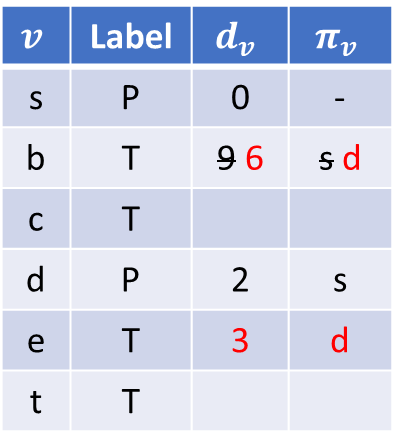 v Label d_v π_v
s P 0 -
b T 9 6 s d
c T
d P 2 s
e T 3 d
t T